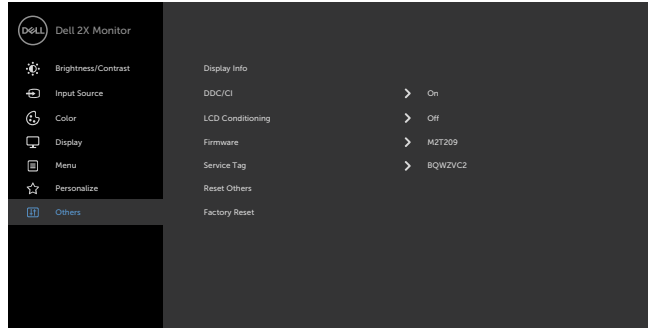 DELL
Dell 2X Monitor
Brightness/Contrast
Input Source
Color
Display
Menu
Personalize
Others
Display Info
DDC/CI > On
LCD Conditioning > Off
Firmware > M2T209
Service Tag > BQWZVC2
Reset Others
Factory Reset